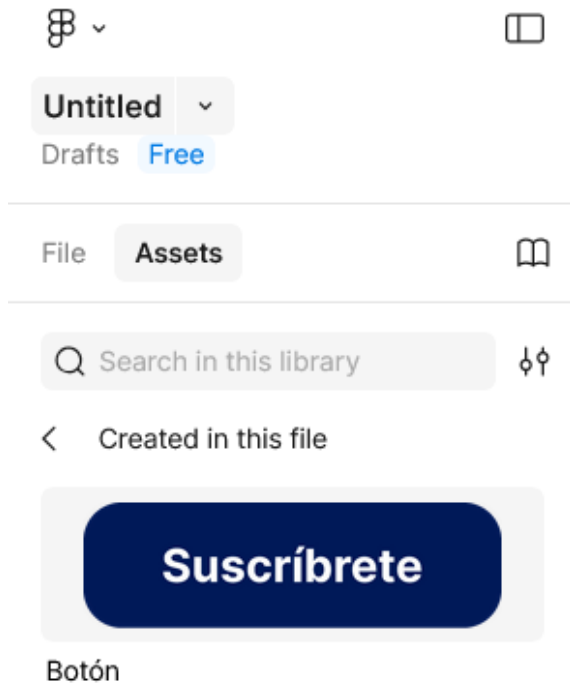 Untitled
Drafts Free
File Assets
Search in this library
Created in this file
Suscríbrete
Botón